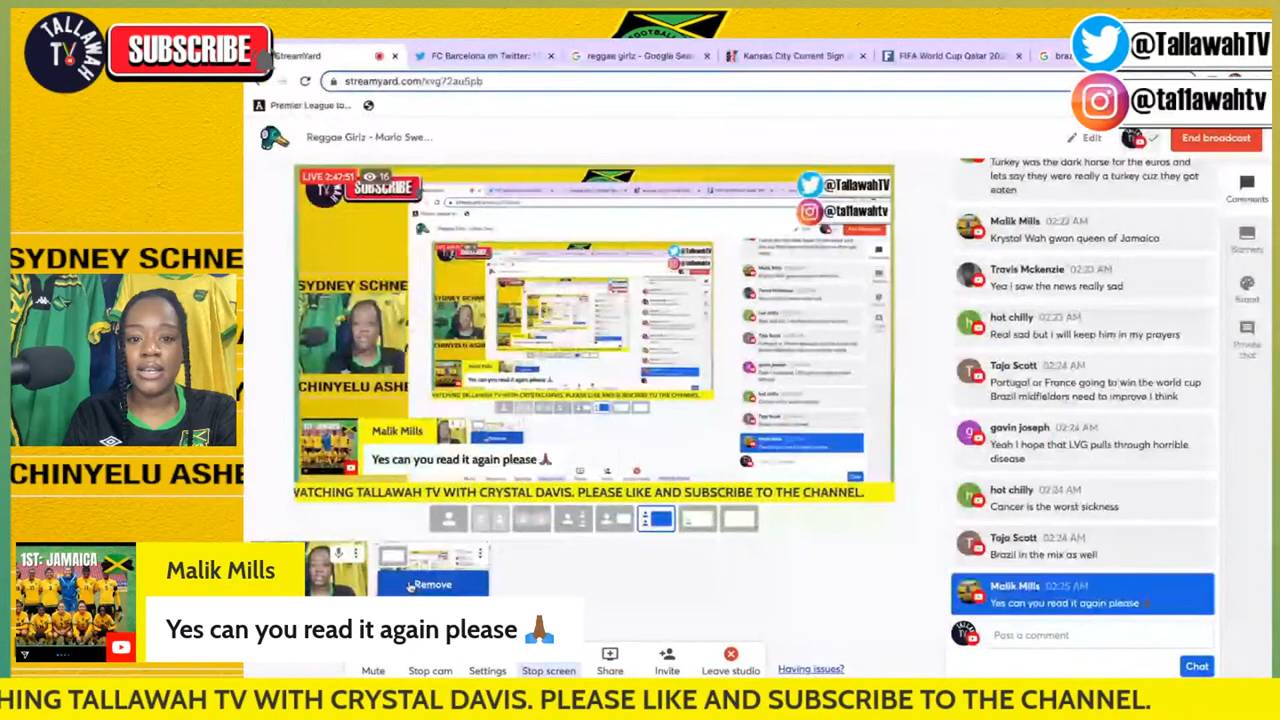 TALLAWAH
TV
SUBSCRIBE
@TallawahTV
@ta11awahtv
StreamYard
FC Barcelona on Twitter:
reggae girlz - Google Sea
Kansas City Current Sign
FIFA World Cup Qatar 202
braz
streamyard.com/xvg72au5pb
Premier League to...
Reggae Girlz - Marlo Swe...
Edit
End broadcast
LIVE 2:47:51 16
SUBSCRIBE
@TallawahTV
@ta11awahtv
Turkey was the dark horse for the euros and
lets say they were really a turkey cuz they got
eaten
Malik Mills 02:23 AM
Krystal Wah gwan queen of Jamaica
Travis Mckenzie 02:23 AM
Yea I saw the news really sad
hot chilly 02:23 AM
Real sad but i will keep him in my prayers
Taja Scott 02:24 AM
Portugal or France going to win the world cup
Brazil midfielders need to improve I think
gavin joseph 02:24 AM
Yeah I hope that LVG pulls through horrible
disease
hot chilly 02:24 AM
Cancer is the worst sickness
Taja Scott 02:24 AM
Brazil in the mix as well
Malik Mills 02:25 AM
Yes can you read it again please
Post a comment
Chat
Comments
Banners
Brand
Private
chat
SYDNEY SCHNE
CHINYELU ASHE
SYDNEY SCHNE
CHINYELU ASHE
Malik Mills
Yes can you read it again please 🙏🏾
WATCHING TALLAWAH TV WITH CRYSTAL DAVIS. PLEASE LIKE AND SUBSCRIBE TO THE CHANNEL.
Remove
1ST: JAMAICA
Malik Mills
Yes can you read it again please 🙏🏾
Mute
Stop cam
Settings
Stop screen
Share
Invite
Leave studio
Having issues?
HING TALLAWAH TV WITH CRYSTAL DAVIS. PLEASE LIKE AND SUBSCRIBE TO THE CHANNEL.